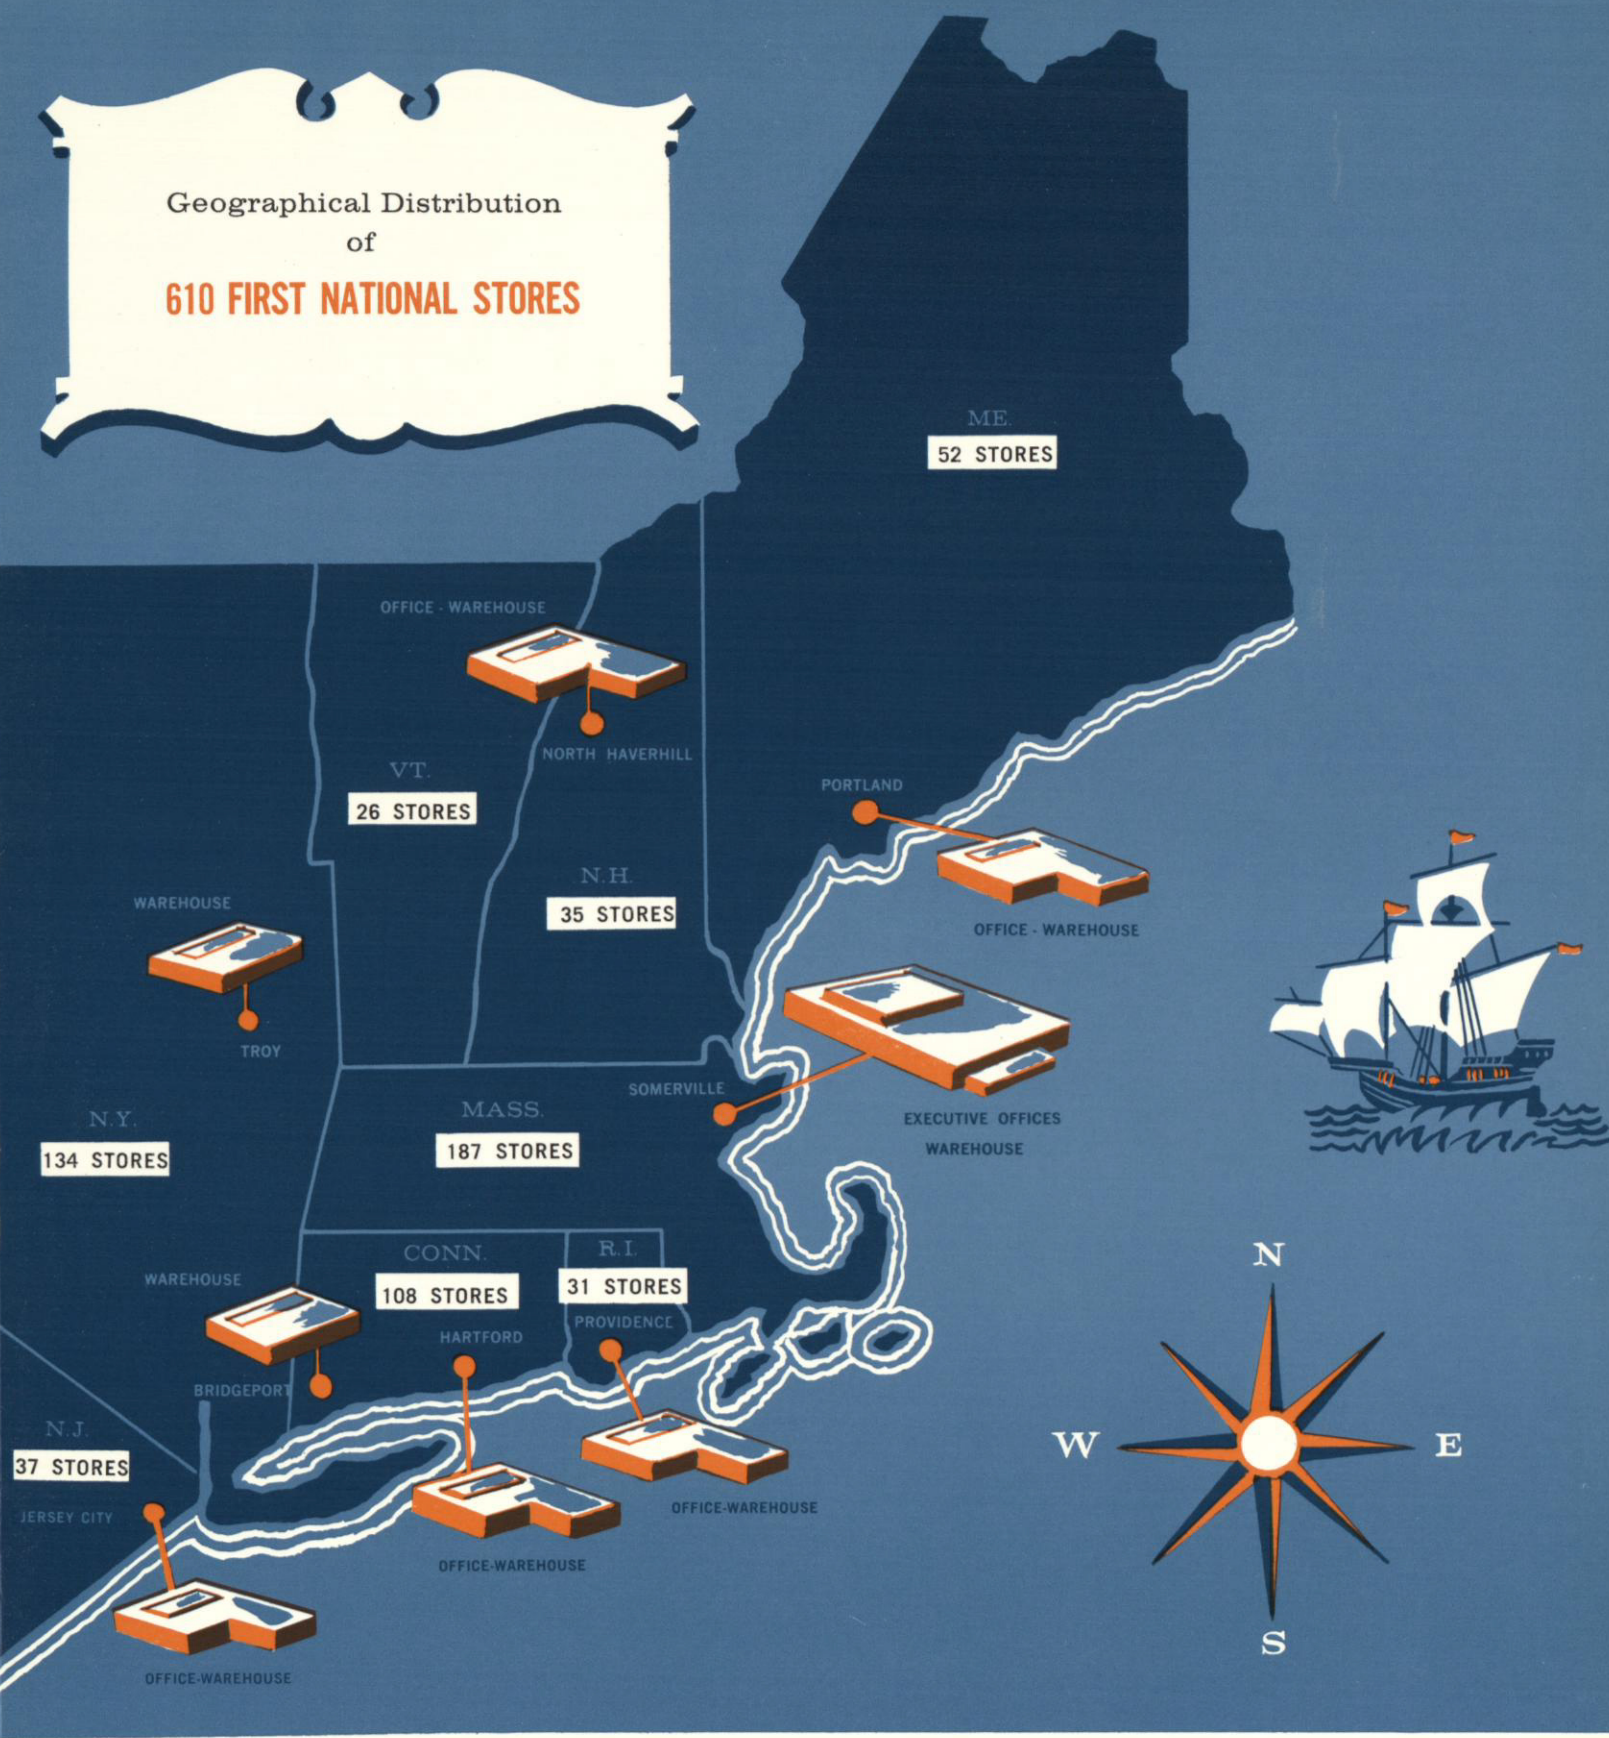 Geographical Distribution
of
610 FIRST NATIONAL STORES
ME.
52 STORES
OFFICE - WAREHOUSE
NORTH HAVERHILL
VT.
26 STORES
PORTLAND
OFFICE - WAREHOUSE
N.H.
35 STORES
WAREHOUSE
TROY
SOMERVILLE
EXECUTIVE OFFICES
WAREHOUSE
N.Y.
134 STORES
MASS.
187 STORES
CONN.
108 STORES
R.I.
31 STORES
WAREHOUSE
BRIDGEPORT
HARTFORD
OFFICE-WAREHOUSE
PROVIDENCE
OFFICE-WAREHOUSE
N.J.
37 STORES
JERSEY CITY
OFFICE-WAREHOUSE
N
W
E
S